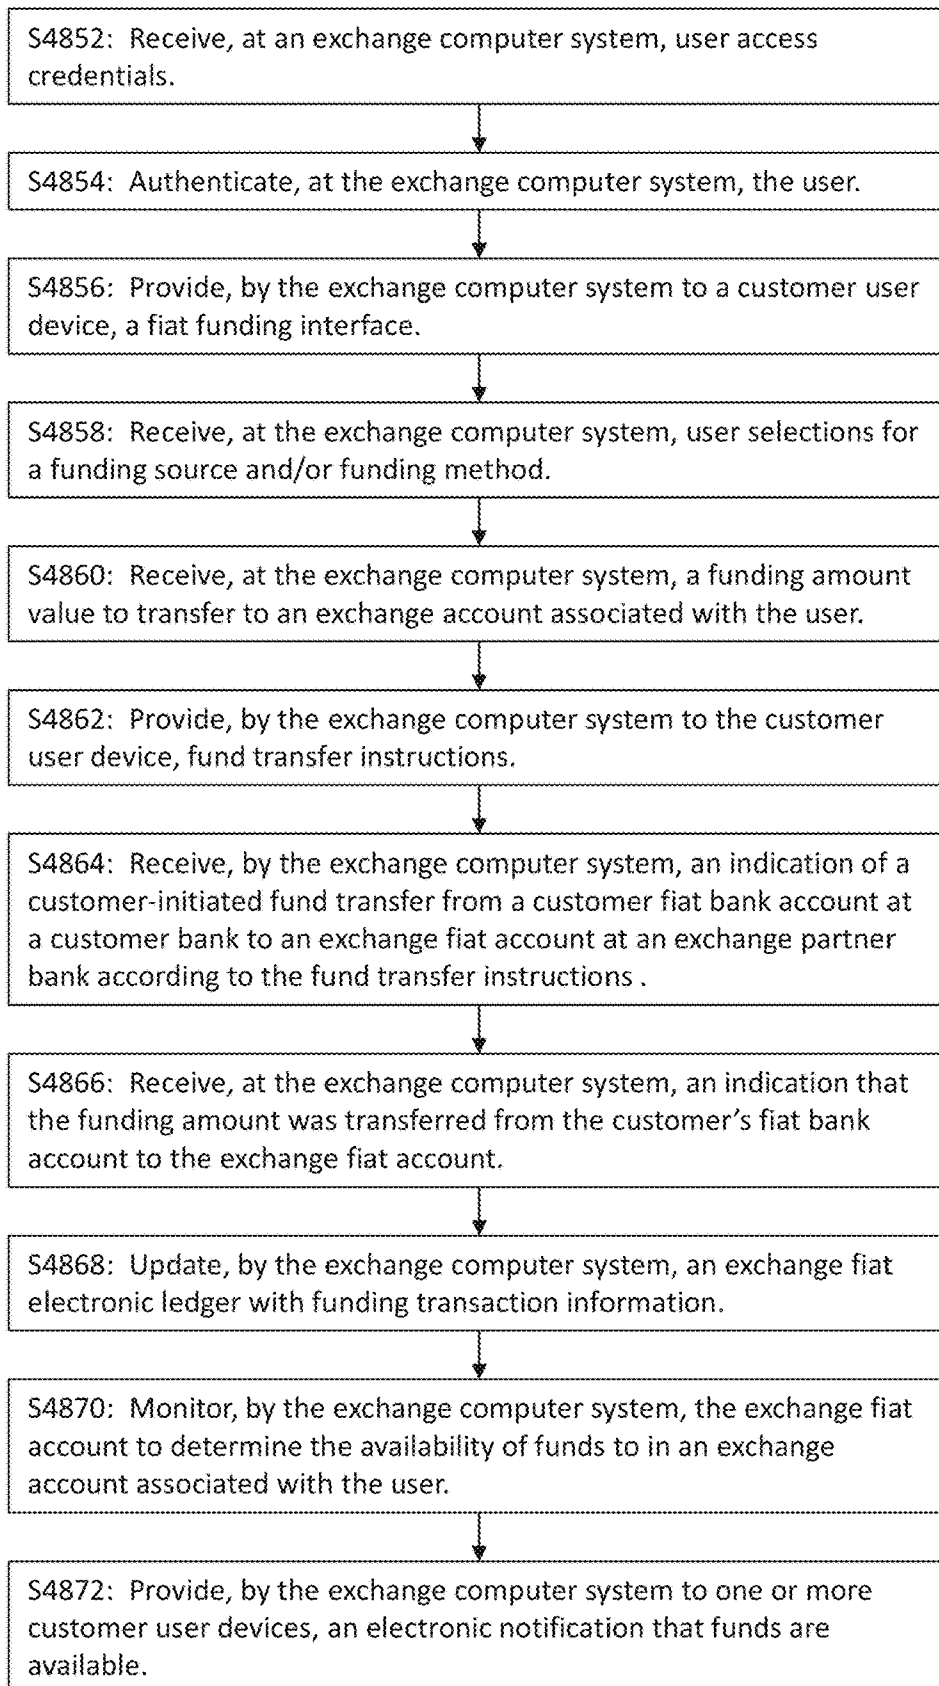 S4852: Receive, at an exchange computer system, user access
credentials.
S4854: Authenticate, at the exchange computer system, the user.
S4856: Provide, by the exchange computer system to a customer user
device, a fiat funding interface.
S4858: Receive, at the exchange computer system, user selections for
a funding source and/or funding method.
S4860: Receive, at the exchange computer system, a funding amount
value to transfer to an exchange account associated with the user.
S4862: Provide, by the exchange computer system to the customer
user device, fund transfer instructions.
S4864: Receive, by the exchange computer system, an indication of a
customer-initiated fund transfer from a customer fiat bank account at
a customer bank to an exchange fiat account at an exchange partner
bank according to the fund transfer instructions .
S4866: Receive, at the exchange computer system, an indication that
the funding amount was transferred from the customer's fiat bank
account to the exchange fiat account.
S4868: Update, by the exchange computer system, an exchange fiat
electronic ledger with funding transaction information.
S4870: Monitor, by the exchange computer system, the exchange fiat
account to determine the availability of funds to in an exchange
account associated with the user.
S4872: Provide, by the exchange computer system to one or more
customer user devices, an electronic notification that funds are
available.